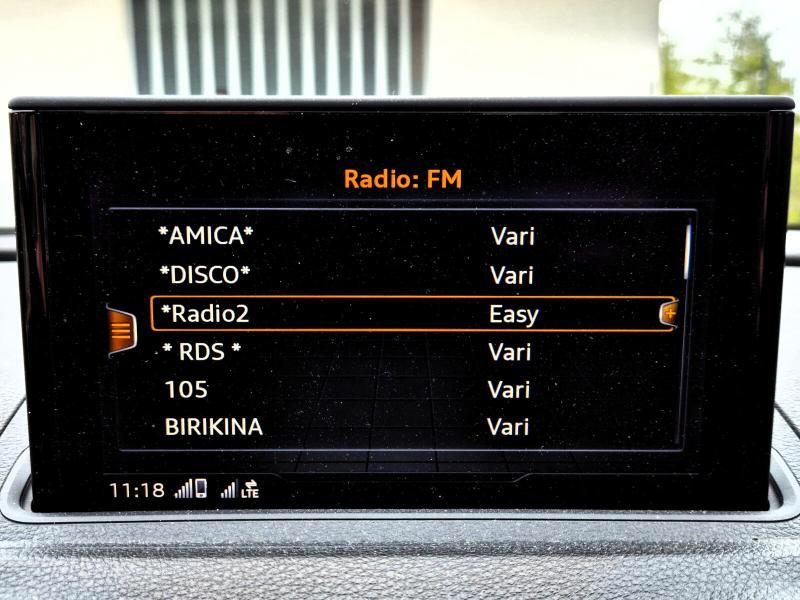 Radio: FM
*AMICA* Vari
*DISCO* Vari
*Radio2 Easy
* RDS * Vari
105 Vari
BIRIKINA Vari
11:18 LTE